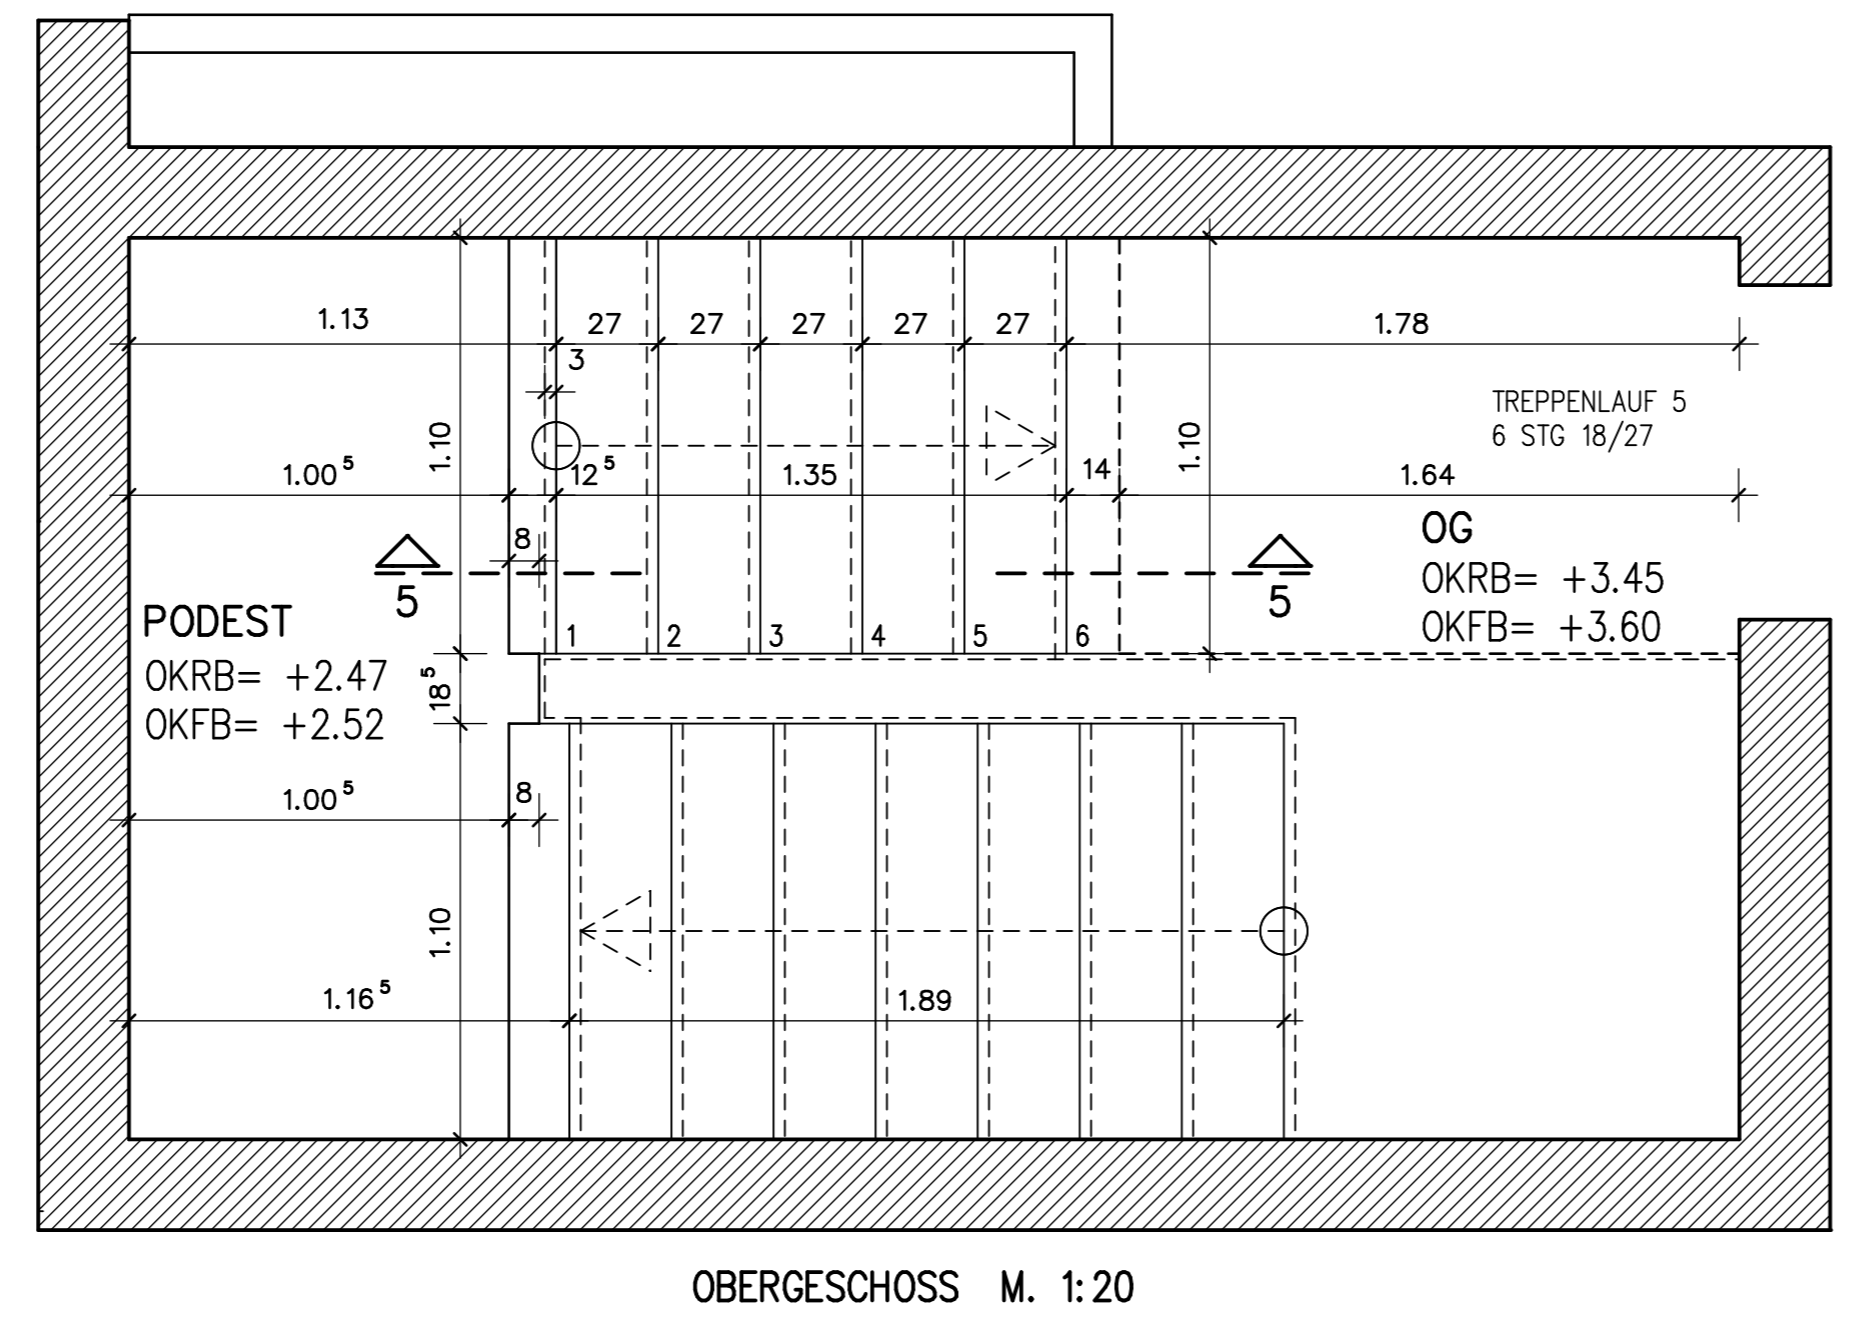 1.13
27 27 27 27 27
1.78
3
TREPPENLAUF 5
6 STG 18/27
1.10
1.10
1.00⁵
12⁵
1.35
14
1.64
8
OG
OKRB= +3.45
OKFB= +3.60
5
5
PODEST
OKRB= +2.47
OKFB= +2.52
1 2 3 4 5 6
18⁵
1.00⁵
8
1.10
1.16⁵
1.89
OBERGESCHOSS M. 1:20